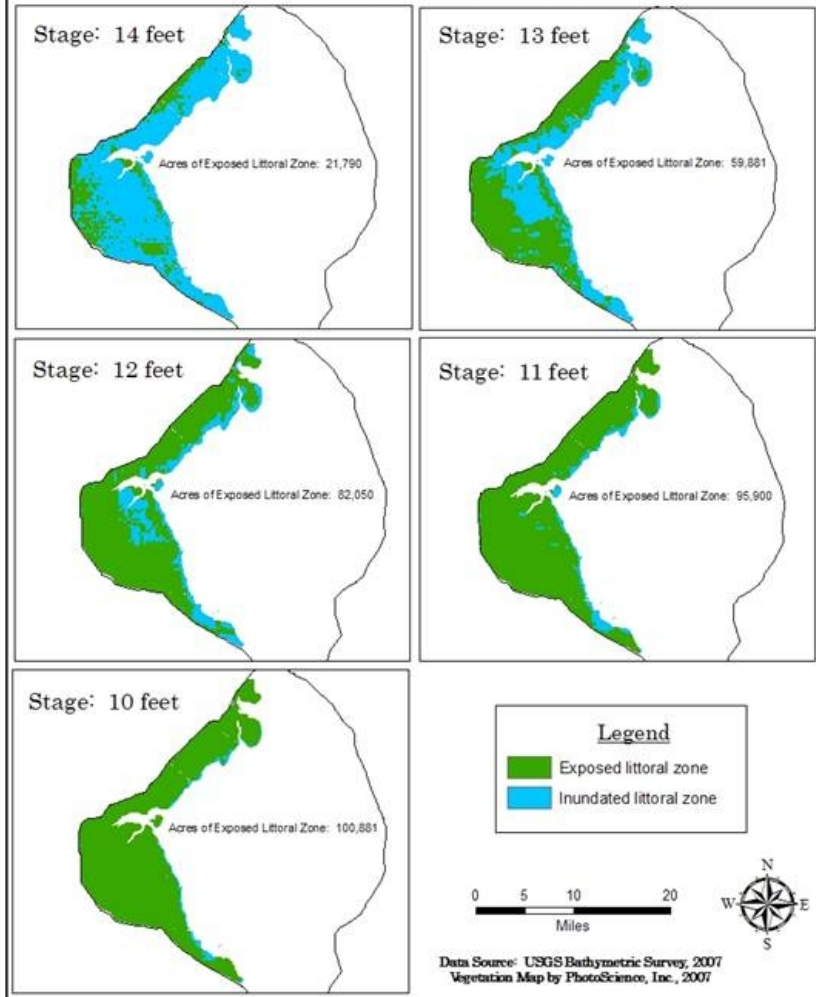 Stage: 14 feet
Acres of Exposed Littoral Zone: 21,790
Stage: 13 feet
Acres of Exposed Littoral Zone: 59,881
Stage: 12 feet
Acres of Exposed Littoral Zone: 82,050
Stage: 11 feet
Acres of Exposed Littoral Zone: 95,900
Stage: 10 feet
Acres of Exposed Littoral Zone: 100,881
Legend
Exposed littoral zone
Inundated littoral zone
0 5 10 20
Miles
N
W E
S
Data Source: USGS Bathymetric Survey, 2007
Vegetation Map by PhotoScience, Inc., 2007